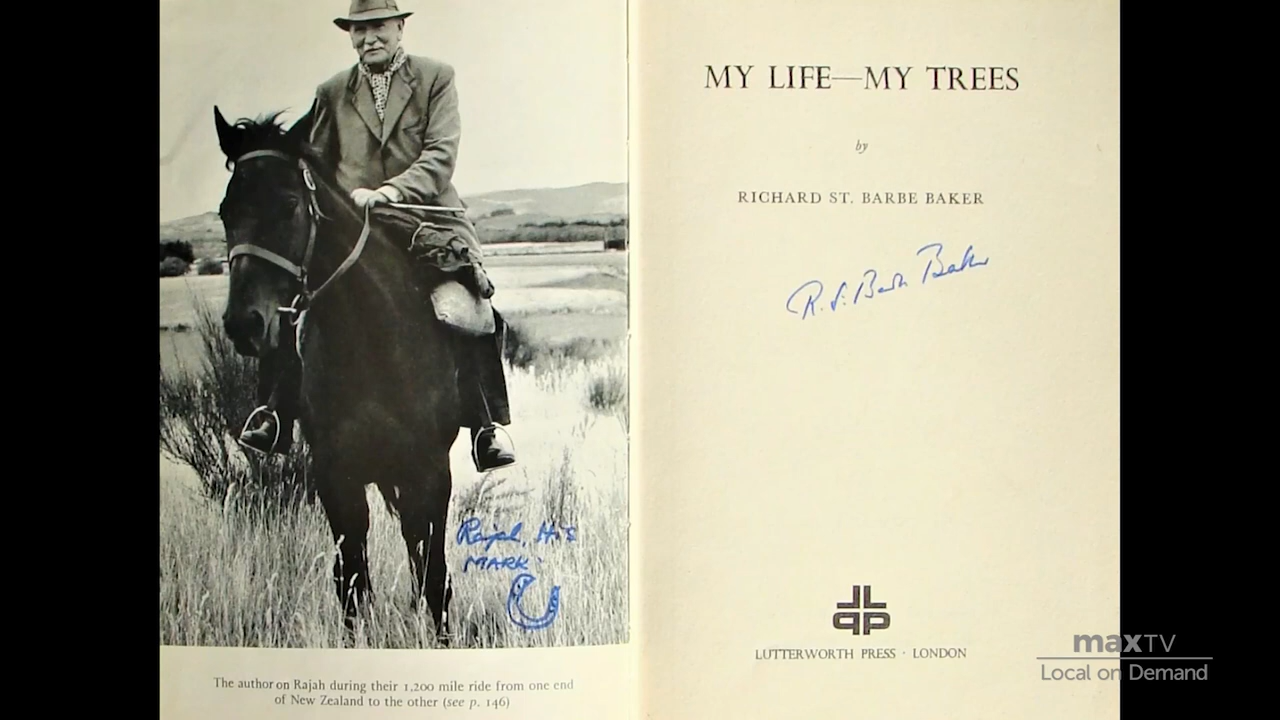 MY LIFE—MY TREES
by
RICHARD ST. BARBE BAKER
R. St. Barbe Baker
Rajah, His
MARK:
The author on Rajah during their 1,200 mile ride from one end
of New Zealand to the other (see p. 146)
LUTTERWORTH PRESS · LONDON
maxTV
Local on Demand